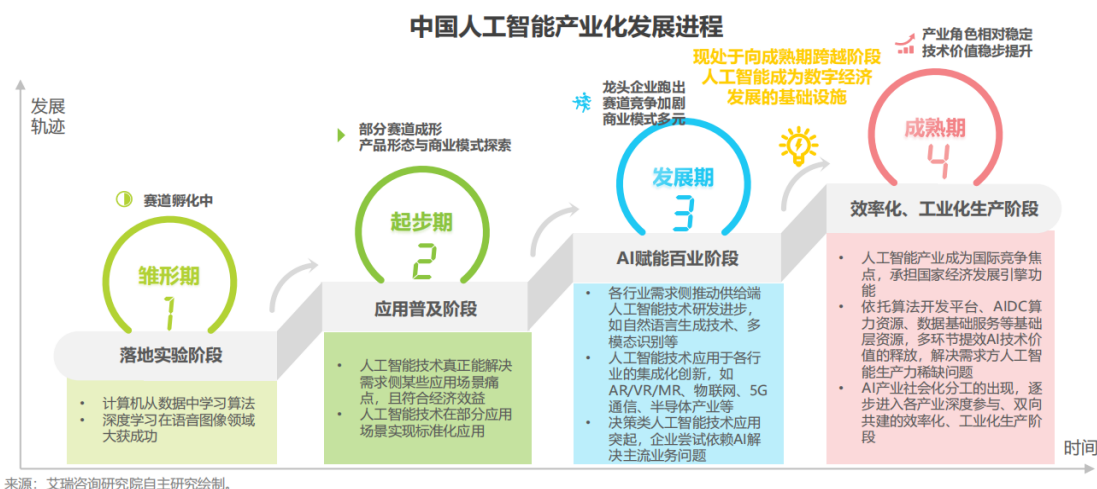 中国人工智能产业化发展进程
发展
轨迹
赛道孵化中
雏形期
1
落地实验阶段
• 计算机从数据中学习算法
• 深度学习在语音图像领域
大获成功
部分赛道成形
产品形态与商业模式探索
起步期
2
应用普及阶段
• 人工智能技术真正能解决
需求侧某些应用场景痛
点，且符合经济效益
• 人工智能技术在部分应用
场景实现标准化应用
龙头企业跑出
赛道竞争加剧
商业模式多元
发展期
3
AI赋能百业阶段
• 各行业需求侧推动供给端
人工智能技术研发进步，
如自然语言生成技术、多
模态识别等
• 人工智能技术应用于各行
业的集成化创新，如
AR/VR/MR、物联网、5G
通信、半导体产业等
• 决策类人工智能技术应用
突起，企业尝试依赖AI解
决主流业务问题
现处于向成熟期跨越阶段
人工智能成为数字经济
发展的基础设施
产业角色相对稳定
技术价值稳步提升
成熟期
4
效率化、工业化生产阶段
• 人工智能产业成为国际竞争焦
点，承担国家经济发展引擎功
能
• 依托算法开发平台、AIDC算
力资源、数据基础服务等基础
层资源，多环节提效AI技术价
值的释放，解决需求方人工智
能生产力稀缺问题
• AI产业社会化分工的出现，逐
步进入各产业深度参与、双向
共建的效率化、工业化生产阶
段
时间
来源：艾瑞咨询研究院自主研究绘制。